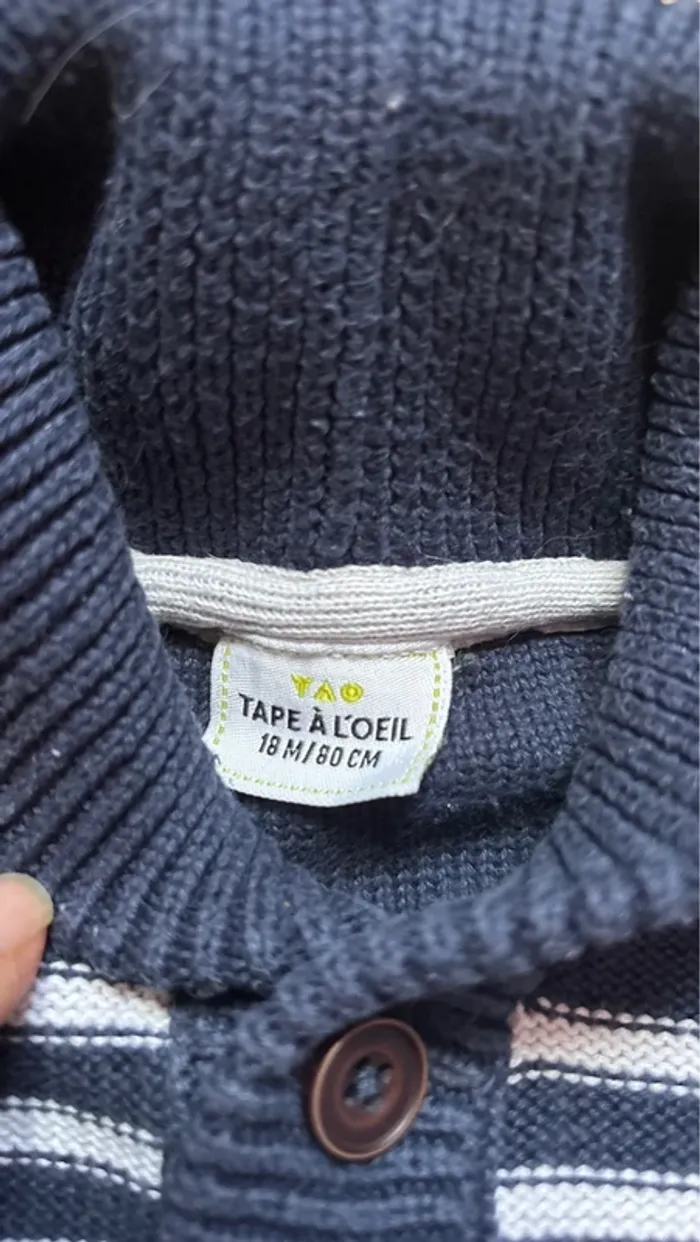 TAO
TAPE À L'OEIL
18 M/80 CM